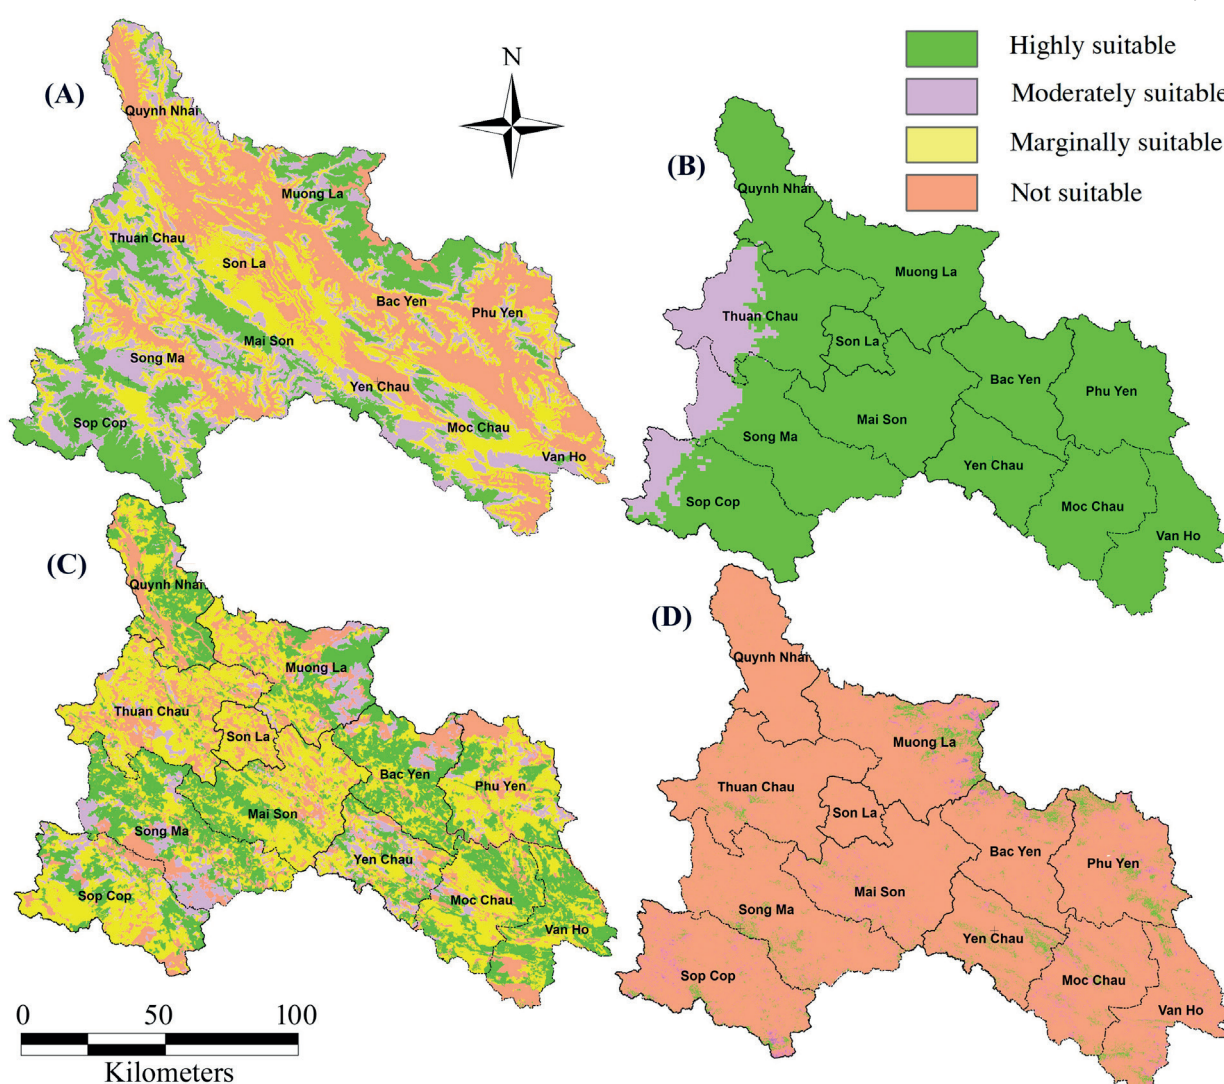 Highly suitable
Moderately suitable
Marginally suitable
Not suitable
N
(A)
Quynh Nhai
Muong La
Thuan Chau
Son La
Bac Yen
Phu Yen
Mai Son
Song Ma
Yen Chau
Sop Cop
Moc Chau
Van Ho
(B)
Quynh Nhai
Muong La
Thuan Chau
Son La
Bac Yen
Phu Yen
Mai Son
Song Ma
Yen Chau
Sop Cop
Moc Chau
Van Ho
(C)
Quynh Nhai
Muong La
Thuan Chau
Son La
Bac Yen
Phu Yen
Mai Son
Song Ma
Yen Chau
Sop Cop
Moc Chau
Van Ho
(D)
Quynh Nhai
Muong La
Thuan Chau
Son La
Bac Yen
Phu Yen
Mai Son
Song Ma
Yen Chau
Sop Cop
Moc Chau
Van Ho
0 50 100
Kilometers